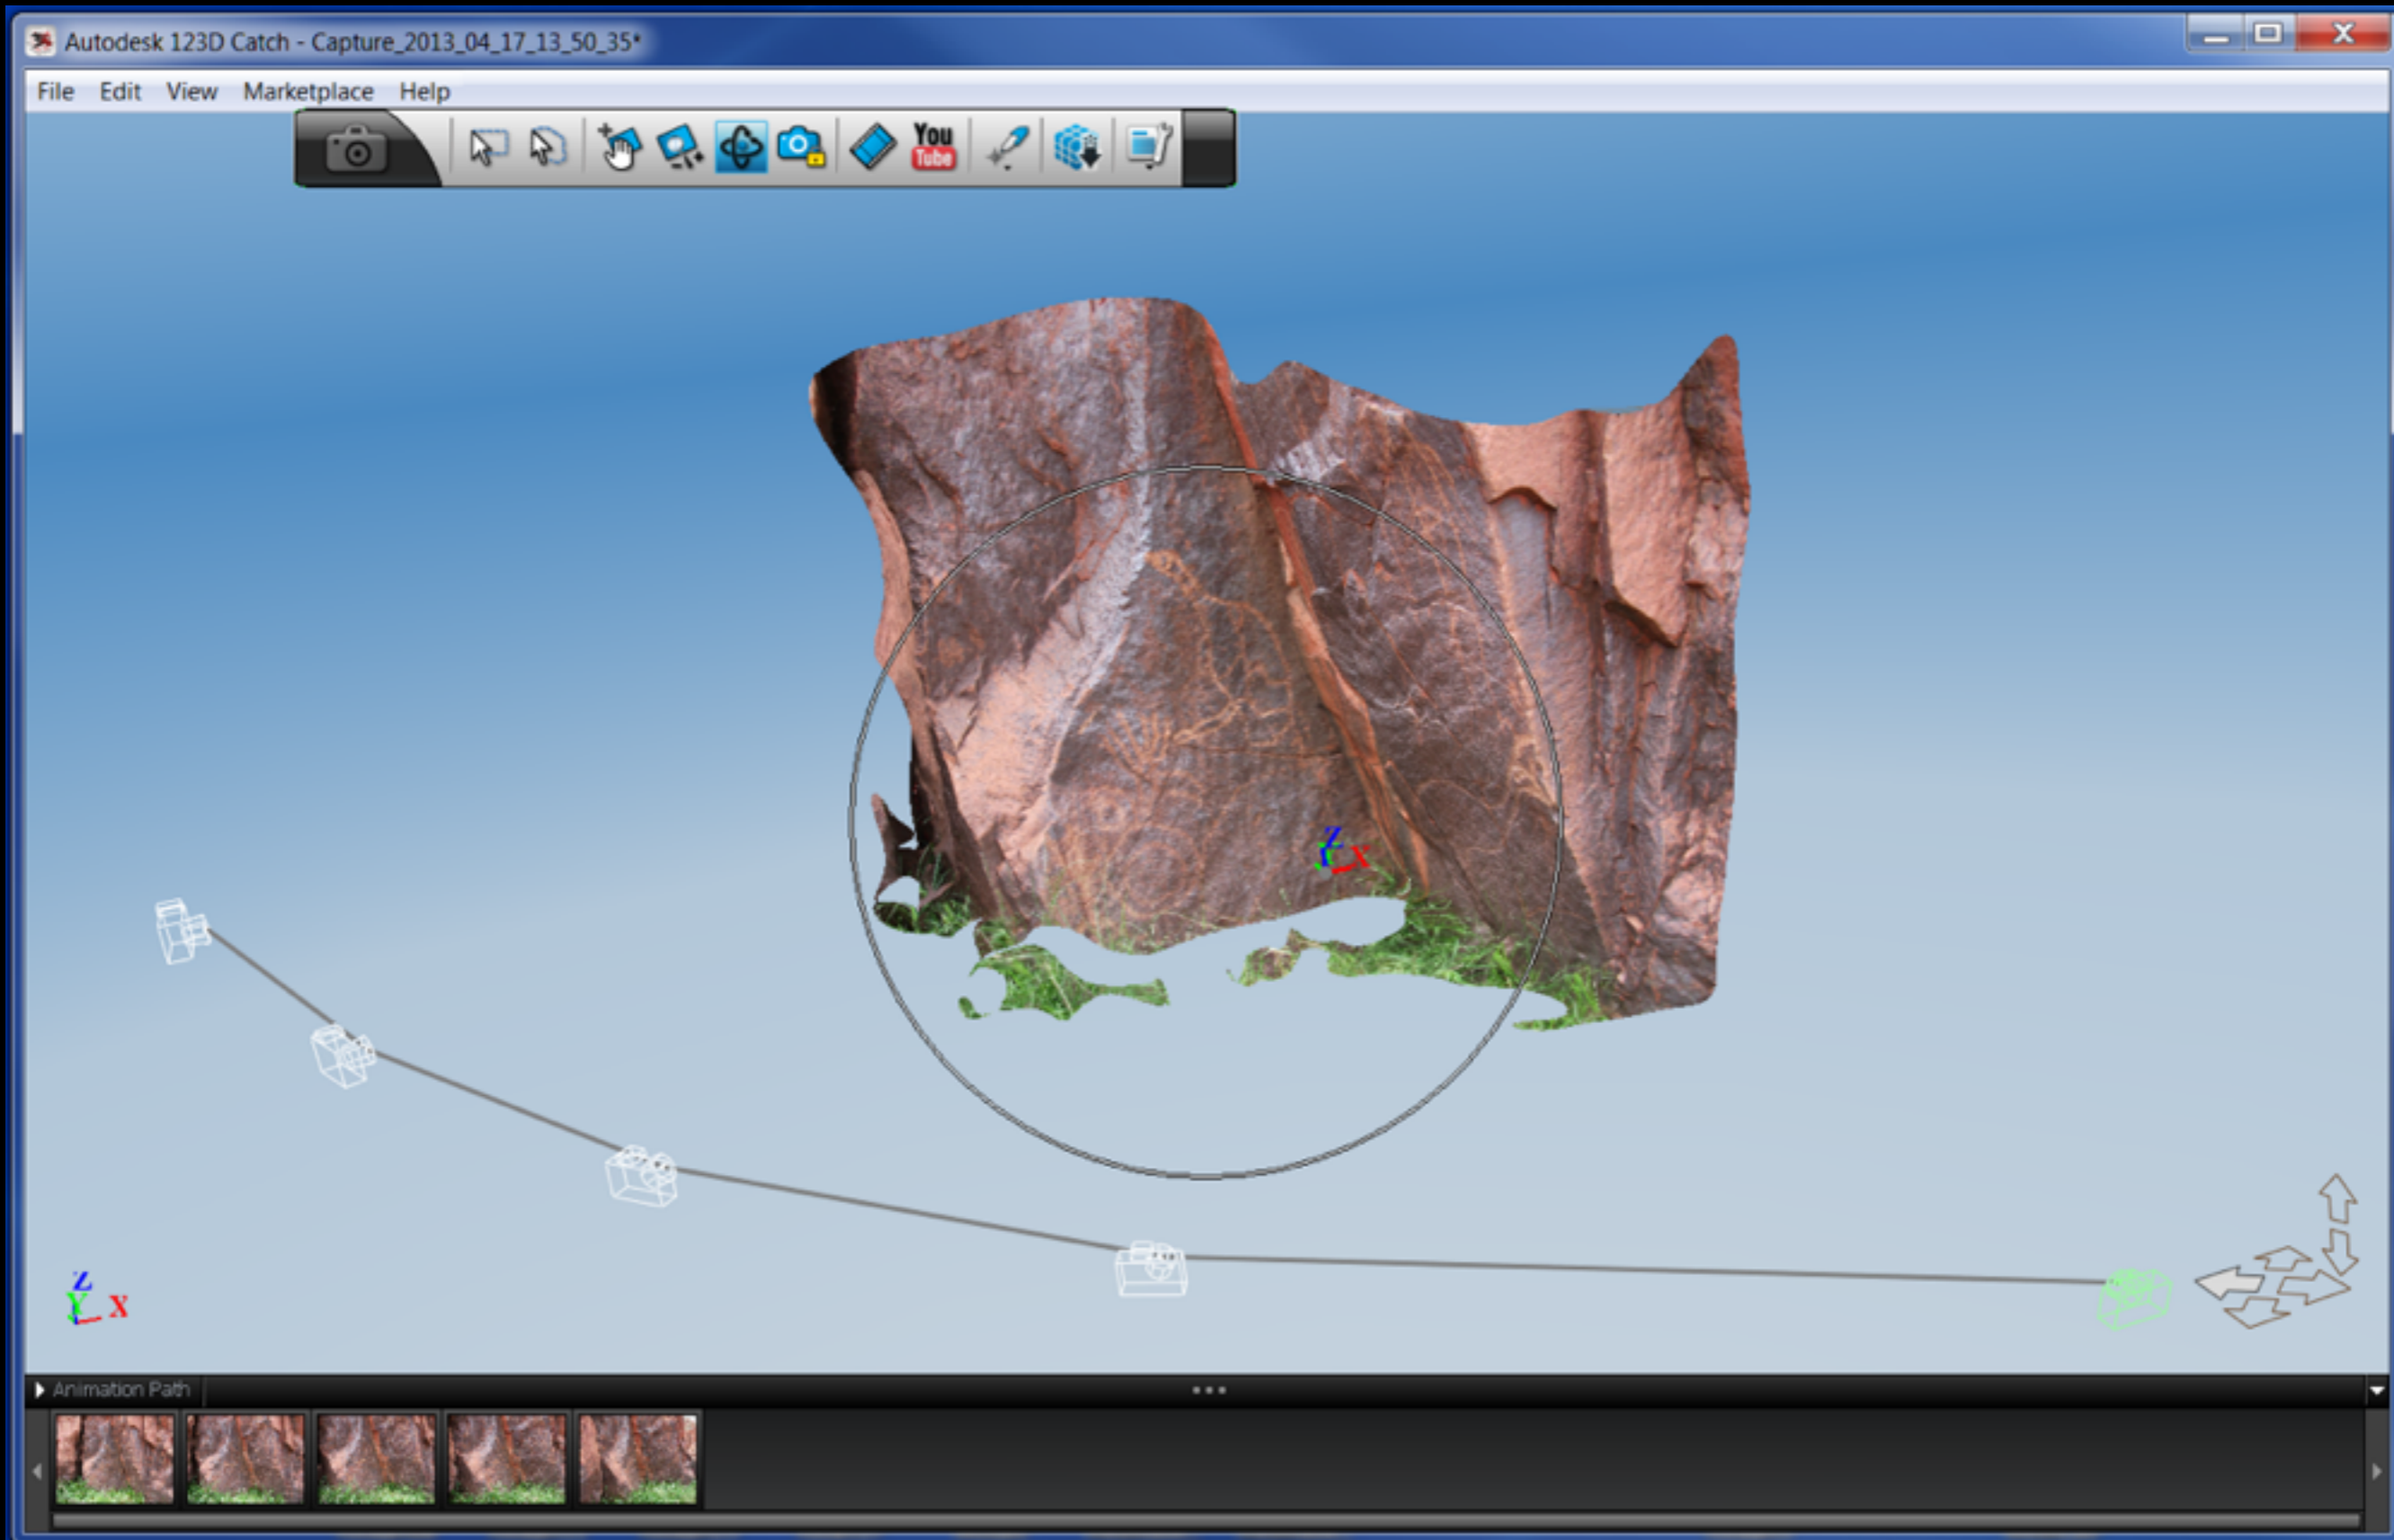 Autodesk 123D Catch - Capture_2013_04_17_13_50_35*
File Edit View Marketplace Help
You
Tube
Z
X
Z
Y X
Animation Path